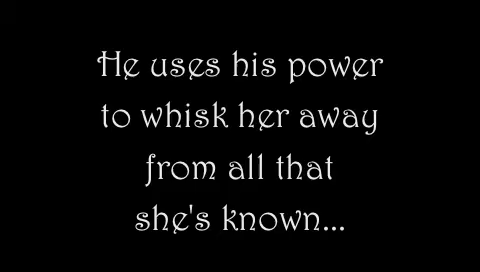 He uses his power
to whisk her away
from all that
she's known...